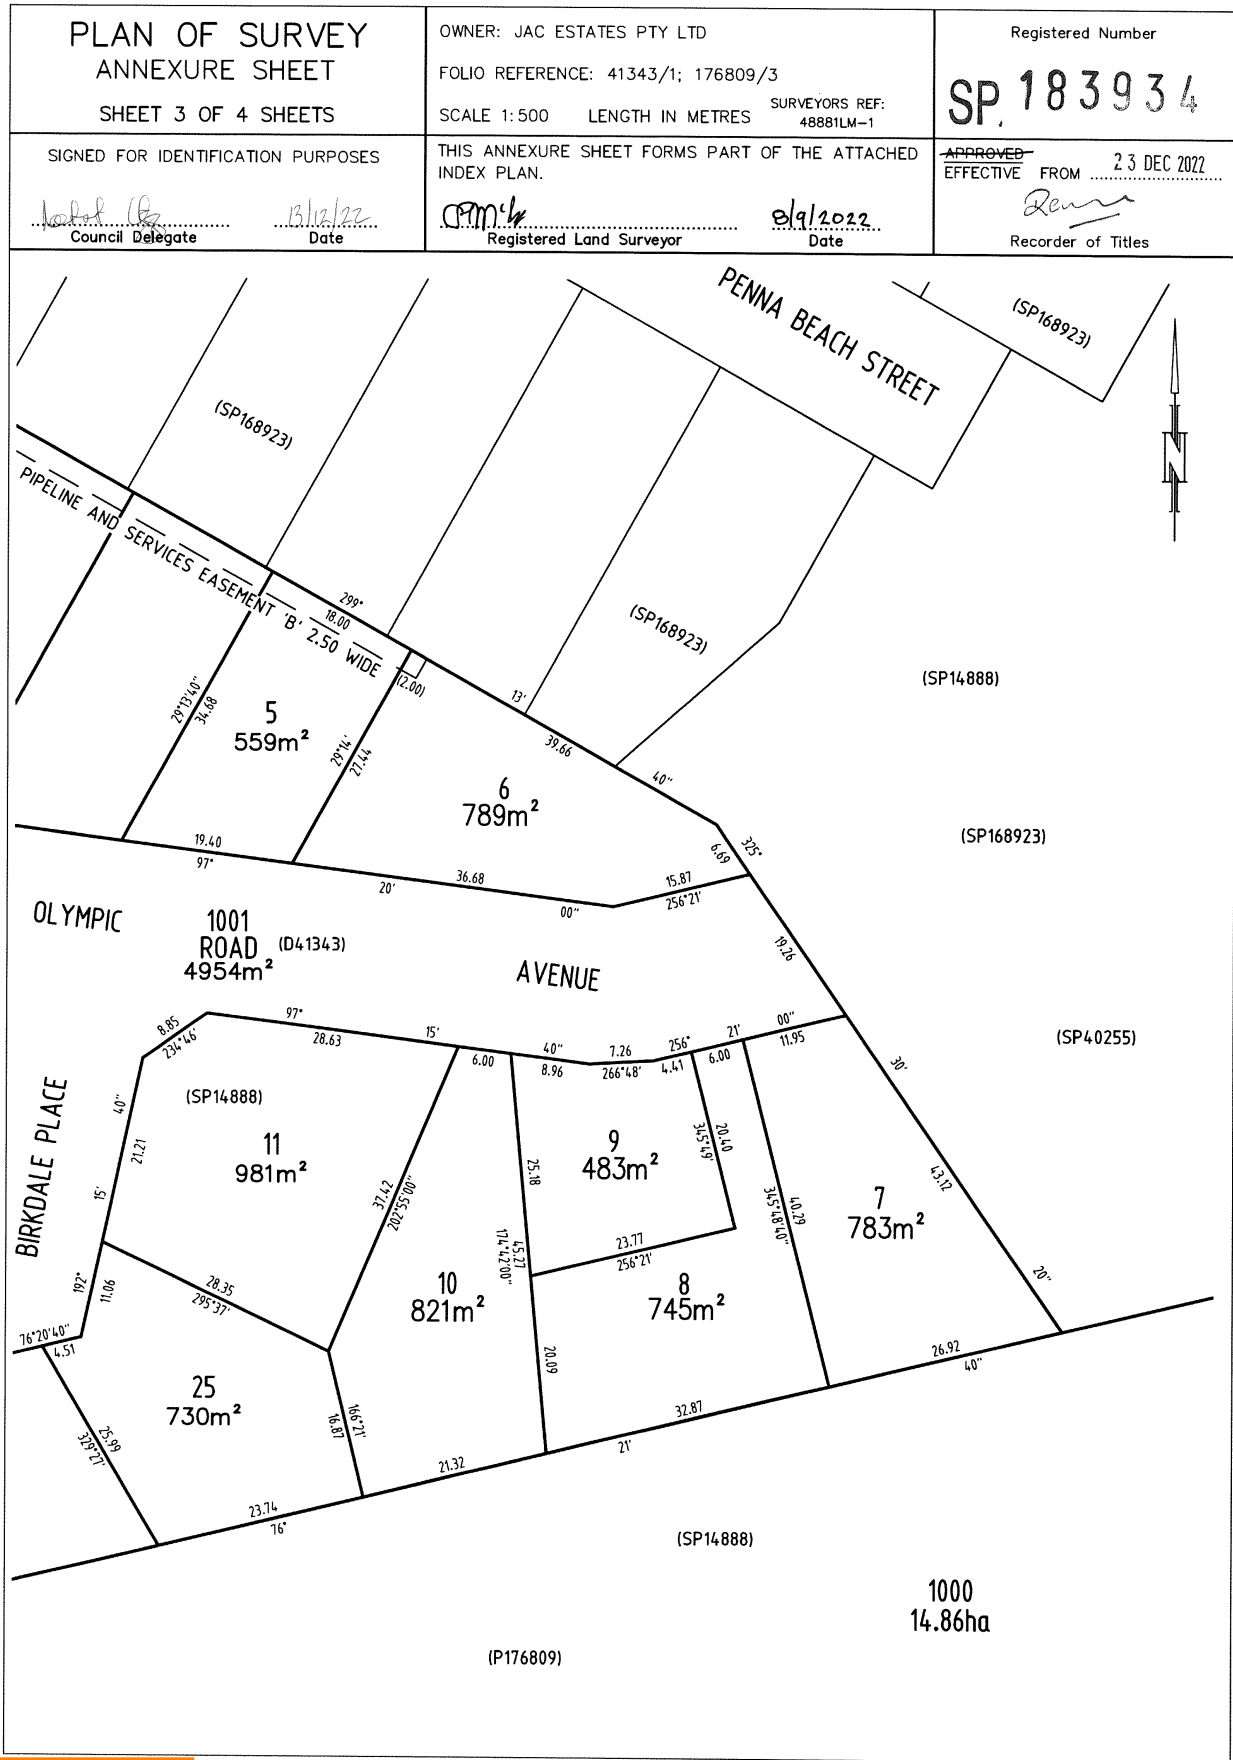 PLAN OF SURVEY
ANNEXURE SHEET
SHEET 3 OF 4 SHEETS
OWNER: JAC ESTATES PTY LTD
FOLIO REFERENCE: 41343/1; 176809/3
SCALE 1:500 LENGTH IN METRES SURVEYORS REF: 48881LM-1
Registered Number
SP. 183934
SIGNED FOR IDENTIFICATION PURPOSES
13/12/22
Council Delegate Date
THIS ANNEXURE SHEET FORMS PART OF THE ATTACHED
INDEX PLAN.
8/9/2022
Registered Land Surveyor Date
APPROVED
EFFECTIVE FROM 23 DEC 2022
Recorder of Titles
PENNA BEACH STREET
(SP168923)
(SP168923)
PIPELINE AND SERVICES EASEMENT 'B' 2.50 WIDE
299°
18.00
(2.00)
(SP168923)
(SP14888)
29°13'40"
34.68
5
559m²
29°14'
27.44
13'
39.66
40"
6
789m²
325°
6.69
(SP168923)
19.40
97°
20'
36.68
00"
15.87
256°21'
OLYMPIC
1001
ROAD (D41343)
4954m²
AVENUE
19.26
8.85
234°46'
97°
28.63
15'
6.00
40"
8.96
7.26
266°48'
256°
4.41
21'
6.00
00"
11.95
(SP40255)
30'
BIRKDALE PLACE
(SP14888)
40"
21.21
15'
11
981m²
37.42
202°55'00"
25.18
9
483m²
20.40
345°49'
43.12
7
783m²
40.29
345°48'40"
45.27
174°42'00"
23.77
256°21'
192°
11.06
28.35
295°37'
10
821m²
8
745m²
20"
76°20'40"
4.51
20.09
26.92
40"
25
730m²
166°21'
16.87
32.87
21'
25.99
329°27'
21.32
23.74
76°
(SP14888)
1000
14.86ha
(P176809)